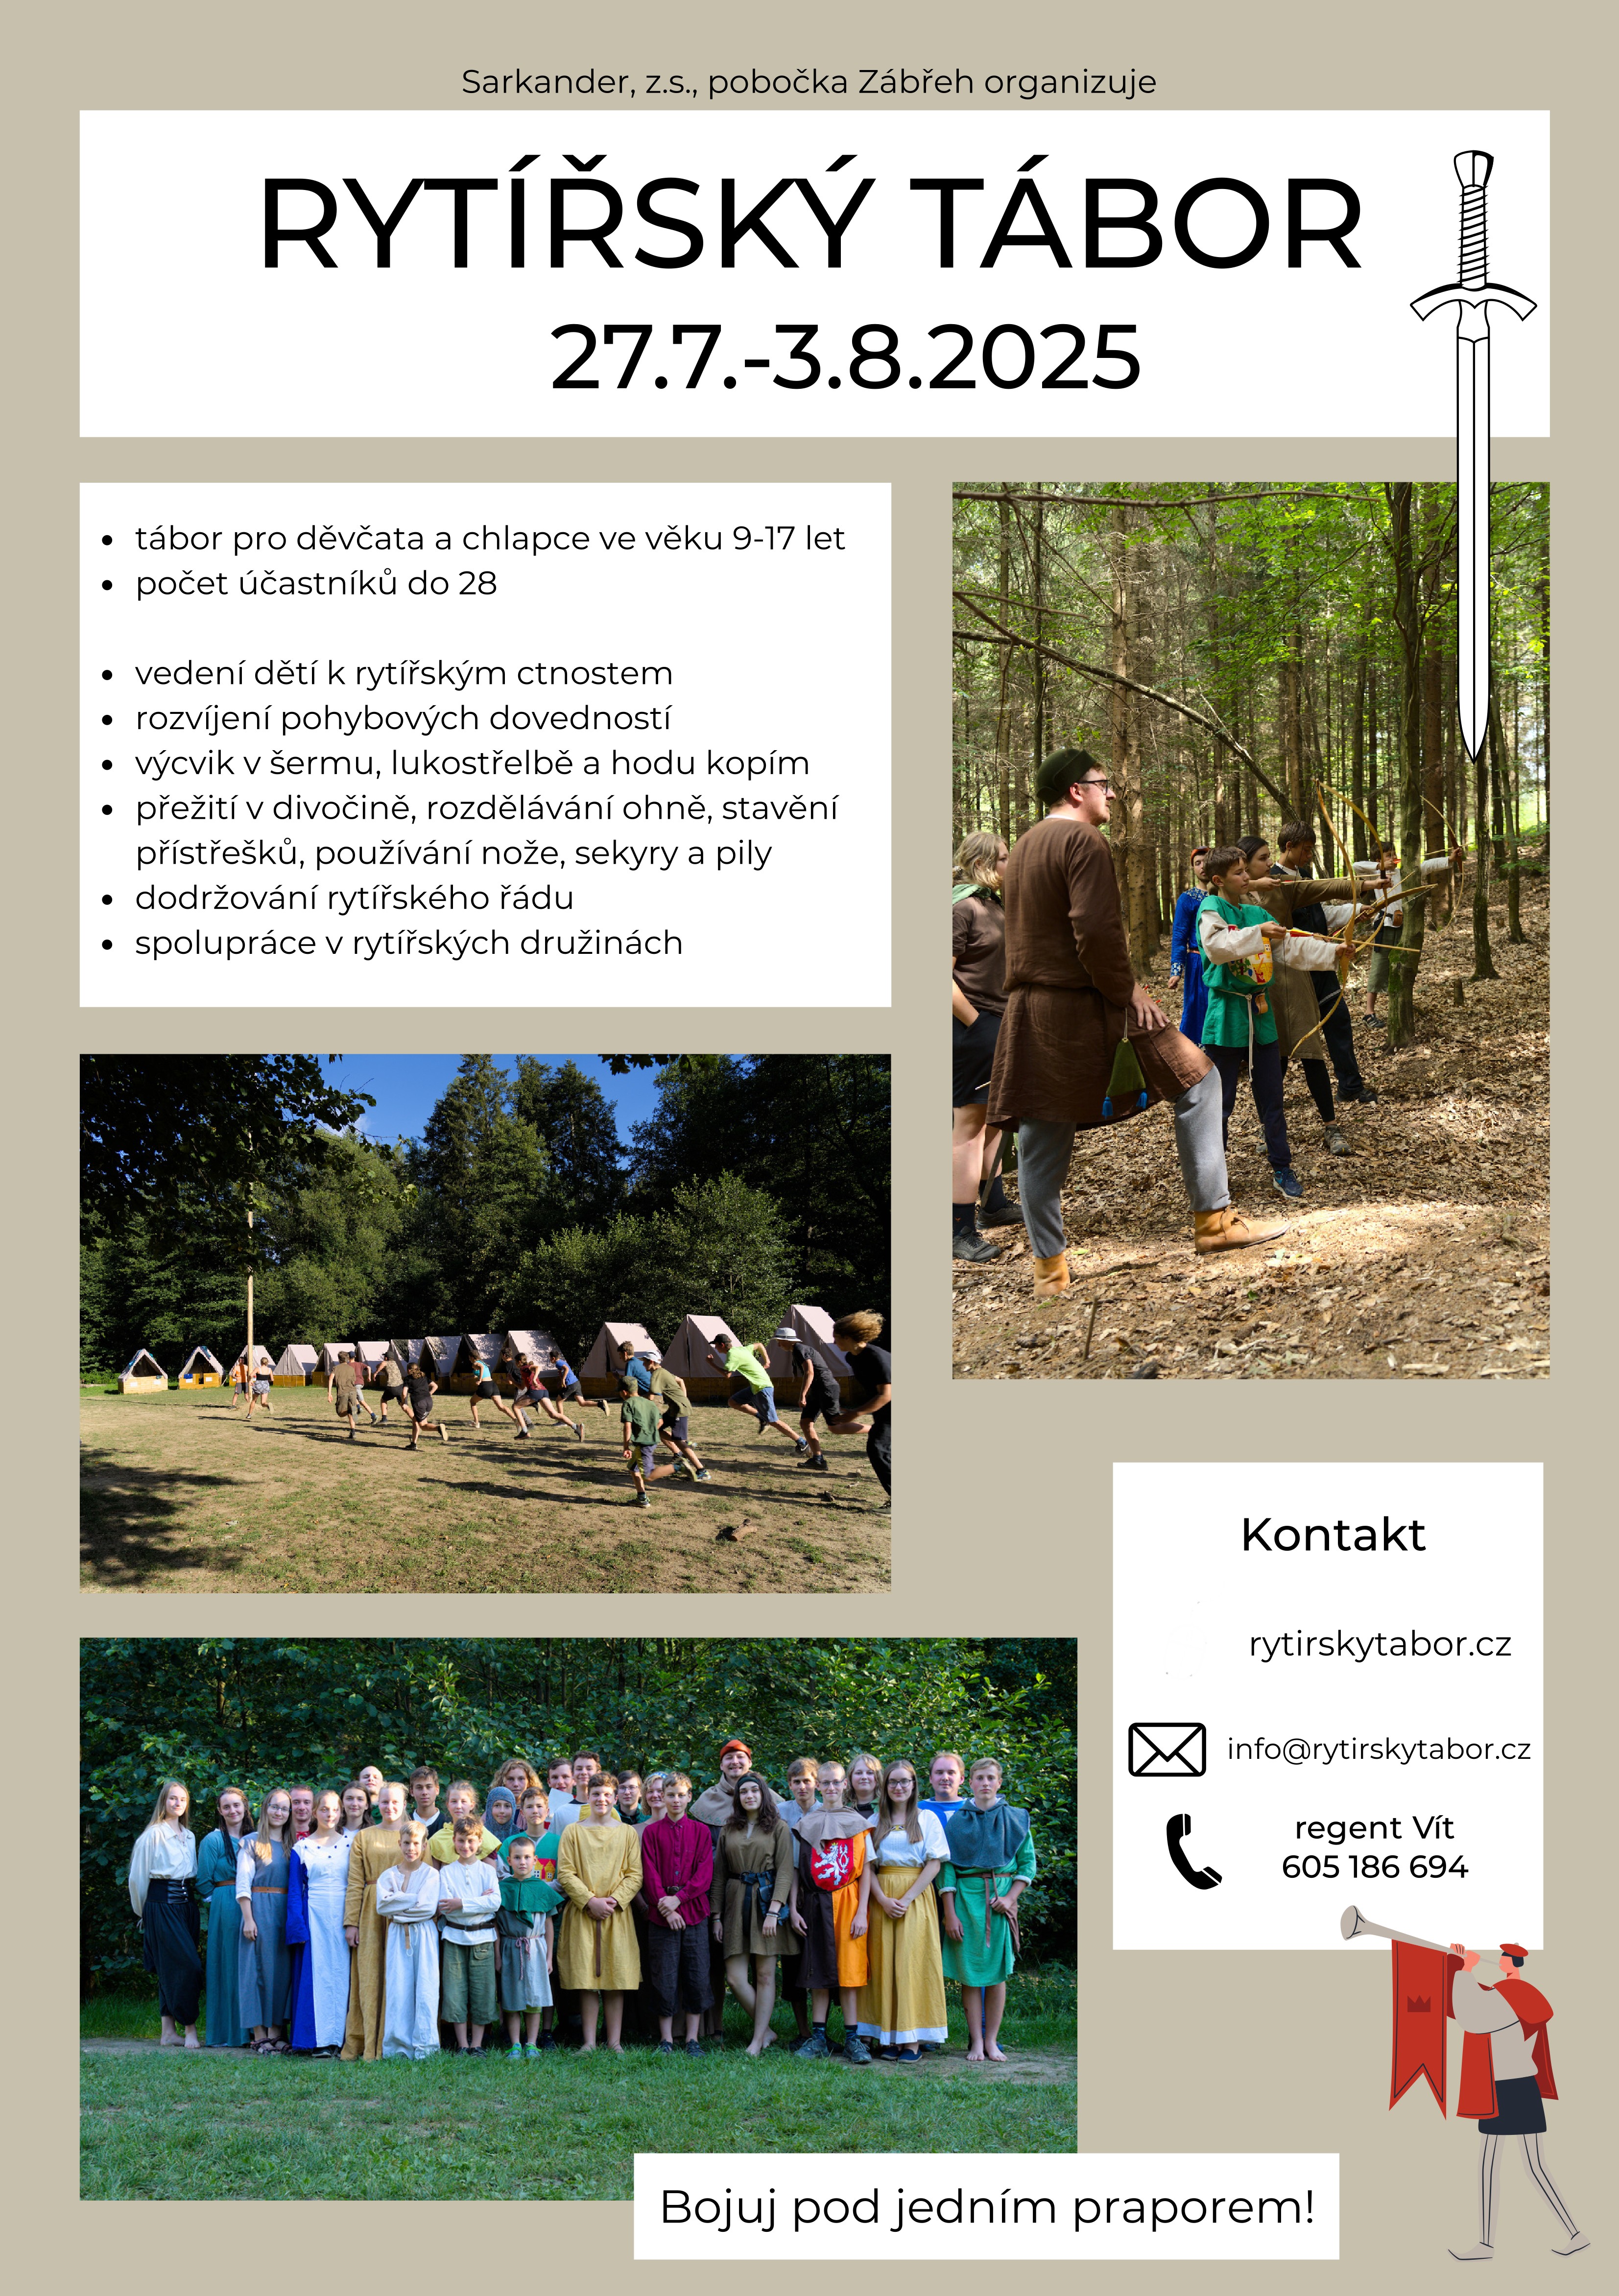 Sarkander, z.s., pobočka Zábřeh organizuje
RYTÍŘSKÝ TÁBOR
27.7.-3.8.2025
• tábor pro děvčata a chlapce ve věku 9-17 let
• počet účastníků do 28
• vedení dětí k rytířským ctnostem
• rozvíjení pohybových dovedností
• výcvik v šermu, lukostřelbě a hodu kopím
• přežití v divočině, rozdělávání ohně, stavění
přístřešků, používání nože, sekyry a pily
• dodržování rytířského řádu
• spolupráce v rytířských družinách
Kontakt
rytirskytabor.cz
info@rytirskytabor.cz
regent Vít
605 186 694
Bojuj pod jedním praporem!